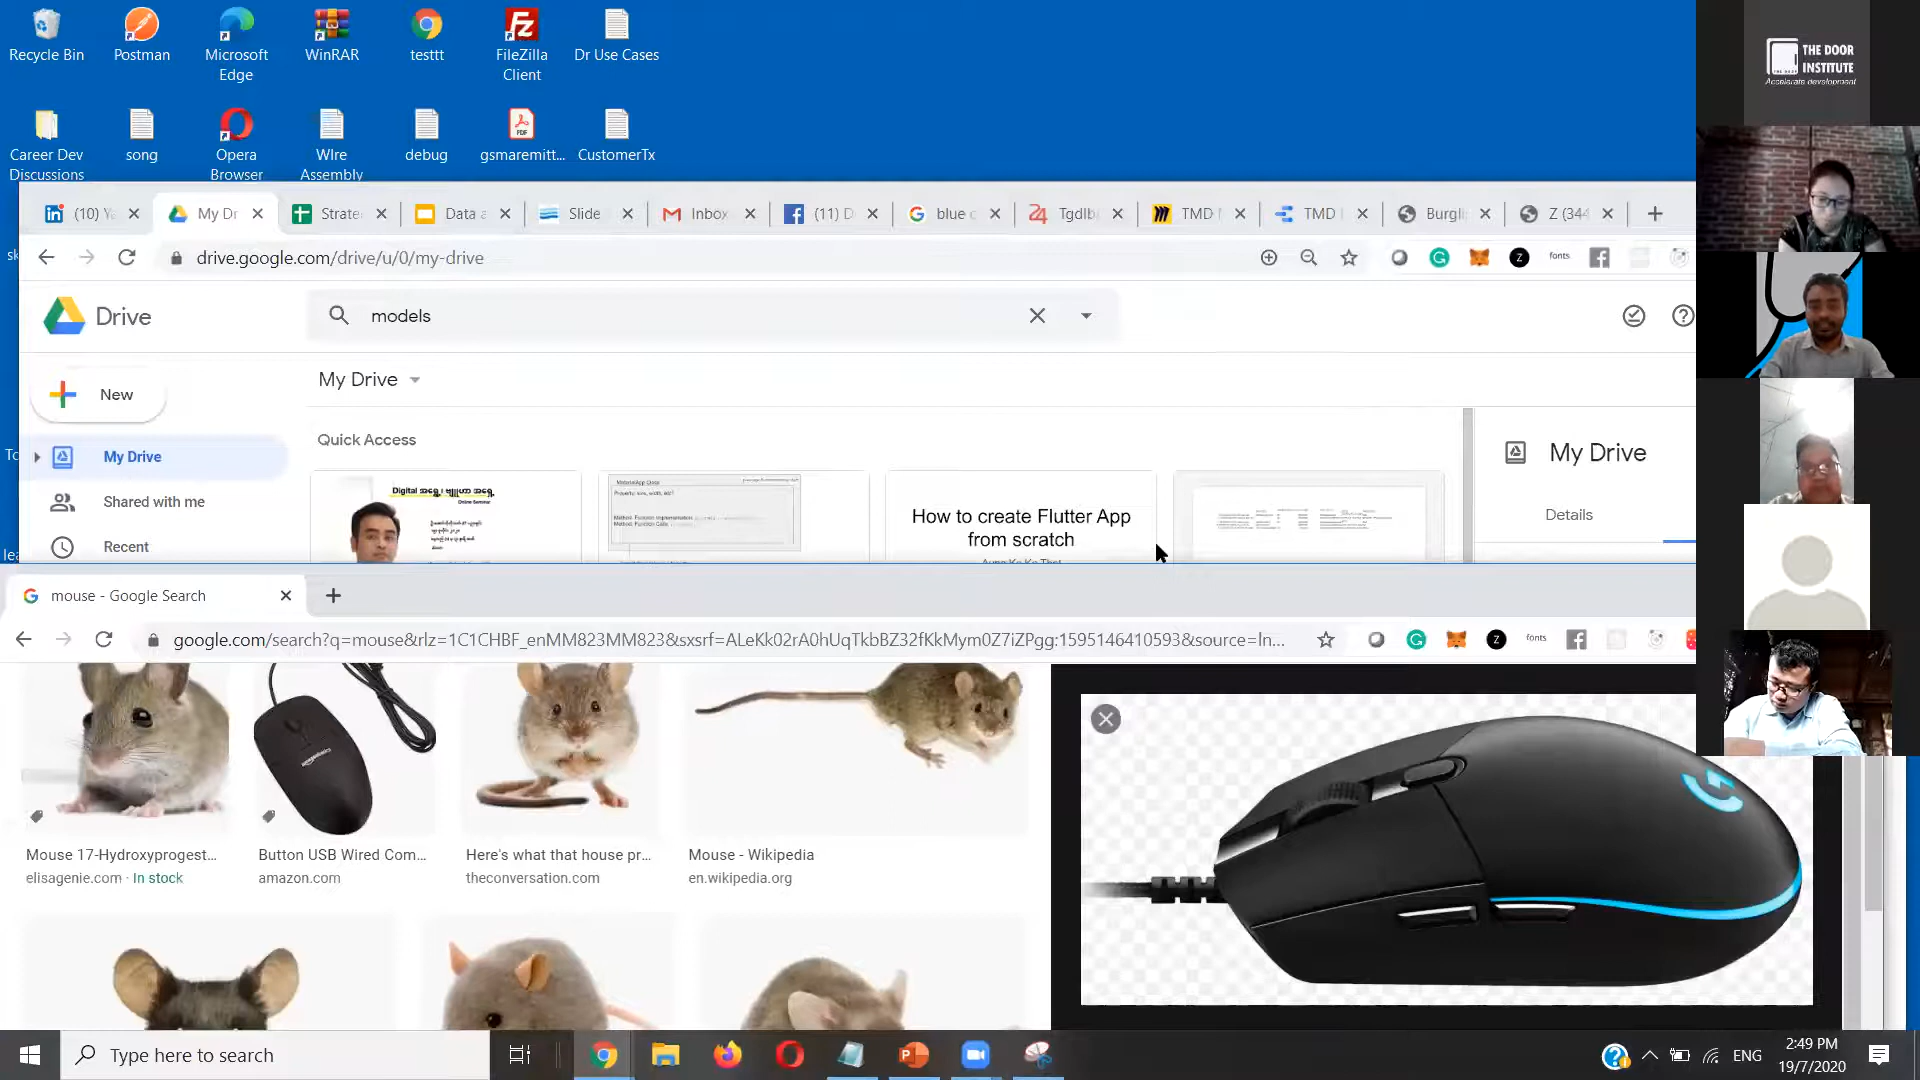 Recycle Bin
Postman
Microsoft
Edge
WinRAR
testtt
FileZilla
Client
Dr Use Cases
Career Dev
Discussions
song
Opera
Browser
WIre
Assembly
debug
gsmaremitt...
CustomerTx
(10) Ya
My Dr
Strate
Data a
Slide
Inbox
(11) D
blue c
Tgdlb
TMD
TMD
Burgli
Z (344
drive.google.com/drive/u/0/my-drive
fonts
Drive
models
New
My Drive
My Drive
Quick Access
My Drive
Shared with me
Recent
Details
How to create Flutter App
from scratch
mouse - Google Search
google.com/search?q=mouse&rlz=1C1CHBF_enMM823MM823&sxsrf=ALeKk02rA0hUqTkbBZ32fKkMym0Z7iZPgg:1595146410593&source=ln...
fonts
Mouse 17-Hydroxyprogest...
elisagenie.com · In stock
Button USB Wired Com...
amazon.com
Here's what that house pr...
theconversation.com
Mouse - Wikipedia
en.wikipedia.org
THE DOOR
INSTITUTE
Accelerate development
Type here to search
ENG
2:49 PM
19/7/2020